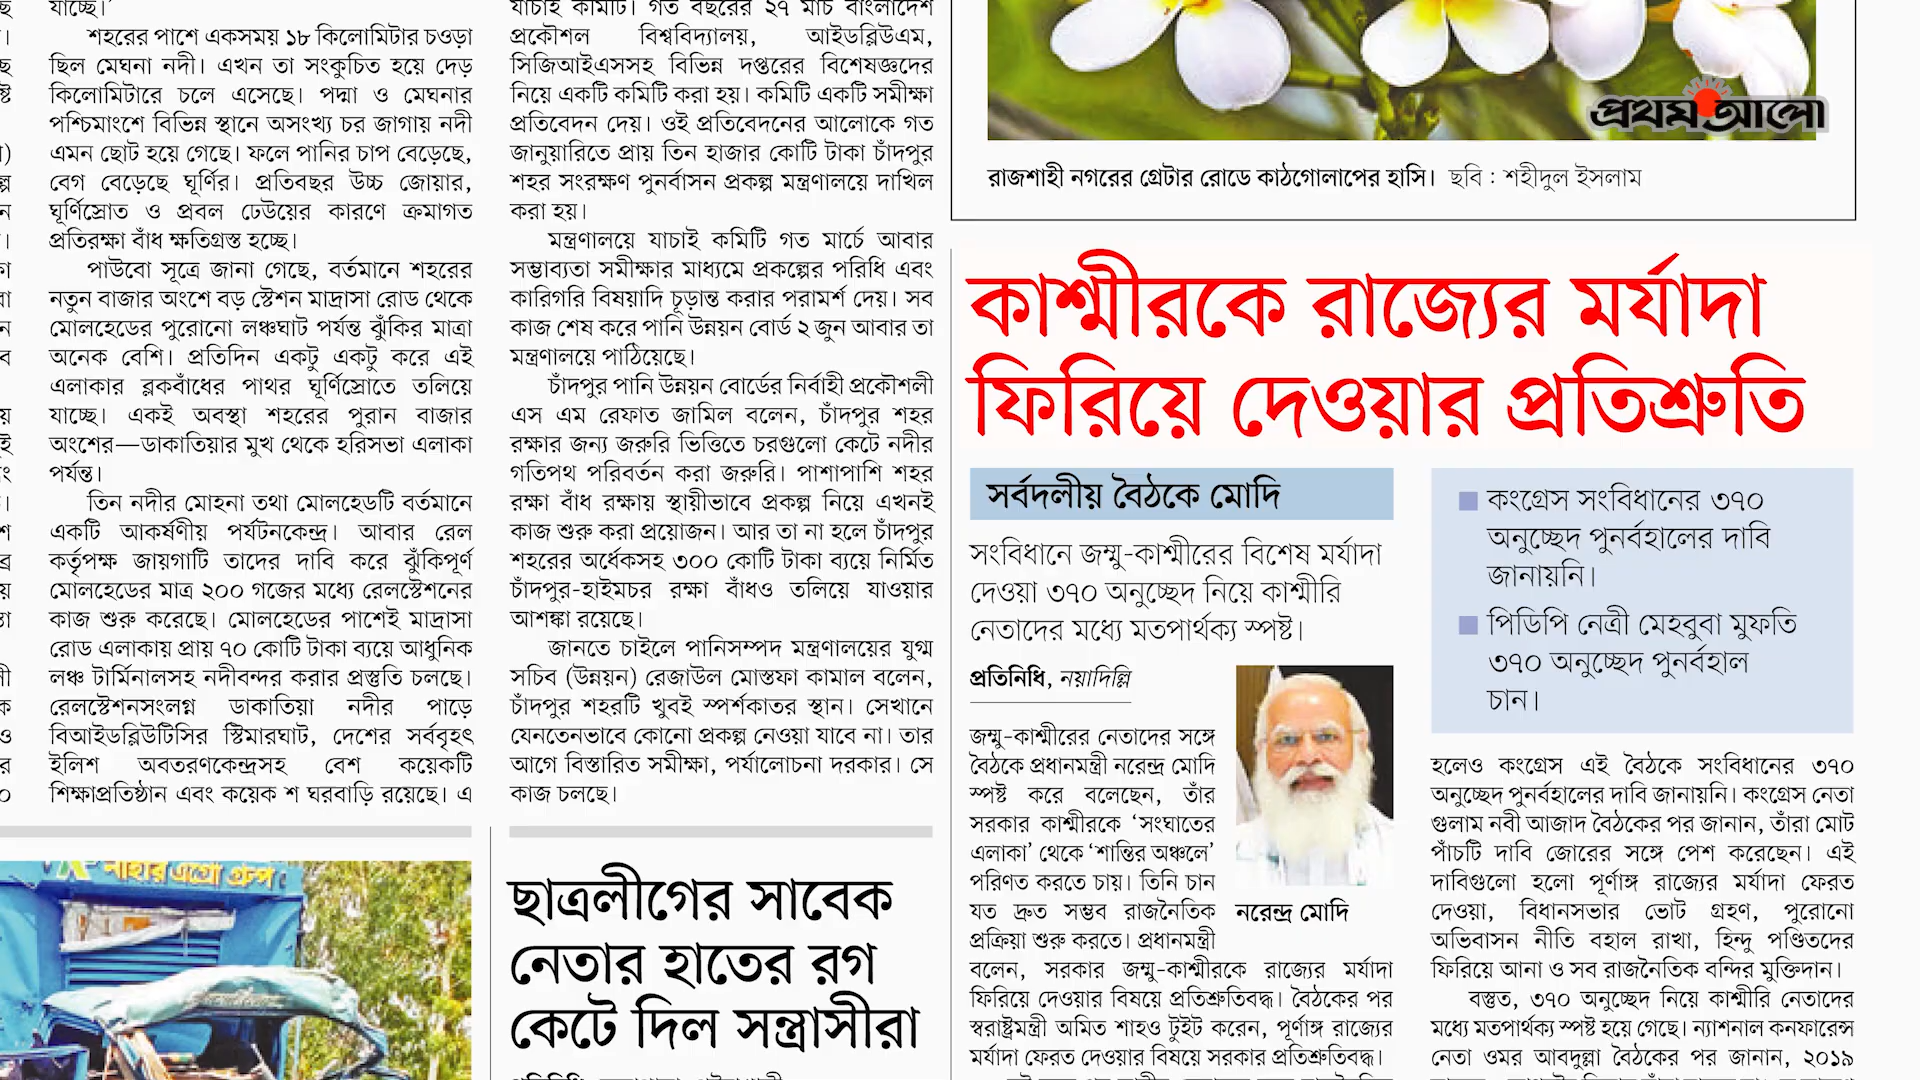 যাচ্ছে।’
শহরের পাশে একসময় ১৮ কিলোমিটার চওড়া
ছিল মেঘনা নদী। এখন তা সংকুচিত হয়ে দেড়
কিলোমিটারে চলে এসেছে। পদ্মা ও মেঘনার
পশ্চিমাংশে বিভিন্ন স্থানে অসংখ্য চর জাগায় নদী
এমন ছোট হয়ে গেছে। ফলে পানির চাপ বেড়েছে,
বেগ বেড়েছে ঘূর্ণির। প্রতিবছর উচ্চ জোয়ার,
ঘূর্ণিস্রোত ও প্রবল ঢেউয়ের কারণে ক্রমাগত
প্রতিরক্ষা বাঁধ ক্ষতিগ্রস্ত হচ্ছে।
পাউবো সূত্রে জানা গেছে, বর্তমানে শহরের
নতুন বাজার অংশে বড় স্টেশন মাদ্রাসা রোড থেকে
মোলহেডের পুরোনো লঞ্চঘাট পর্যন্ত ঝুঁকির মাত্রা
অনেক বেশি। প্রতিদিন একটু একটু করে এই
এলাকার ব্লকবাঁধের পাথর ঘূর্ণিস্রোতে তলিয়ে
যাচ্ছে। একই অবস্থা শহরের পুরান বাজার
অংশের—ডাকাতিয়ার মুখ থেকে হরিসভা এলাকা
পর্যন্ত।
তিন নদীর মোহনা তথা মোলহেডটি বর্তমানে
একটি আকর্ষণীয় পর্যটনকেন্দ্র। আবার রেল
কর্তৃপক্ষ জায়গাটি তাদের দাবি করে ঝুঁকিপূর্ণ
মোলহেডের মাত্র ২০০ গজের মধ্যে রেলস্টেশনের
কাজ শুরু করেছে। মোলহেডের পাশেই মাদ্রাসা
রোড এলাকায় প্রায় ৭০ কোটি টাকা ব্যয়ে আধুনিক
লঞ্চ টার্মিনালসহ নদীবন্দর করার প্রস্তুতি চলছে।
রেলস্টেশনসংলগ্ন ডাকাতিয়া নদীর পাড়ে
বিআইডব্লিউটিসির স্টিমারঘাট, দেশের সর্ববৃহৎ
ইলিশ অবতরণকেন্দ্রসহ বেশ কয়েকটি
শিক্ষাপ্রতিষ্ঠান এবং কয়েক শ ঘরবাড়ি রয়েছে। এ
নাহার এগ্রো গ্রুপ
যাচাই কমিটি। গত বছরের ২৭ মার্চ বাংলাদেশ
প্রকৌশল বিশ্ববিদ্যালয়, আইডব্লিউএম,
সিজিআইএসসহ বিভিন্ন দপ্তরের বিশেষজ্ঞদের
নিয়ে একটি কমিটি করা হয়। কমিটি একটি সমীক্ষা
প্রতিবেদন দেয়। ওই প্রতিবেদনের আলোকে গত
জানুয়ারিতে প্রায় তিন হাজার কোটি টাকা চাঁদপুর
শহর সংরক্ষণ পুনর্বাসন প্রকল্প মন্ত্রণালয়ে দাখিল
করা হয়।
মন্ত্রণালয়ে যাচাই কমিটি গত মার্চে আবার
সম্ভাব্যতা সমীক্ষার মাধ্যমে প্রকল্পের পরিধি এবং
কারিগরি বিষয়াদি চূড়ান্ত করার পরামর্শ দেয়। সব
কাজ শেষ করে পানি উন্নয়ন বোর্ড ২ জুন আবার তা
মন্ত্রণালয়ে পাঠিয়েছে।
চাঁদপুর পানি উন্নয়ন বোর্ডের নির্বাহী প্রকৌশলী
এস এম রেফাত জামিল বলেন, চাঁদপুর শহর
রক্ষার জন্য জরুরি ভিত্তিতে চরগুলো কেটে নদীর
গতিপথ পরিবর্তন করা জরুরি। পাশাপাশি শহর
রক্ষা বাঁধ রক্ষায় স্থায়ীভাবে প্রকল্প নিয়ে এখনই
কাজ শুরু করা প্রয়োজন। আর তা না হলে চাঁদপুর
শহরের অর্ধেকসহ ৩০০ কোটি টাকা ব্যয়ে নির্মিত
চাঁদপুর-হাইমচর রক্ষা বাঁধও তলিয়ে যাওয়ার
আশঙ্কা রয়েছে।
জানতে চাইলে পানিসম্পদ মন্ত্রণালয়ের যুগ্ম
সচিব (উন্নয়ন) রেজাউল মোস্তফা কামাল বলেন,
চাঁদপুর শহরটি খুবই স্পর্শকাতর স্থান। সেখানে
যেনতেনভাবে কোনো প্রকল্প নেওয়া যাবে না। তার
আগে বিস্তারিত সমীক্ষা, পর্যালোচনা দরকার। সে
কাজ চলছে।
ছাত্রলীগের সাবেক
নেতার হাতের রগ
কেটে দিল সন্ত্রাসীরা
প্রথম আলো
রাজশাহী নগরের গ্রেটার রোডে কাঠগোলাপের হাসি। ছবি : শহীদুল ইসলাম
কাশ্মীরকে রাজ্যের মর্যাদা
ফিরিয়ে দেওয়ার প্রতিশ্রুতি
সর্বদলীয় বৈঠকে মোদি
সংবিধানে জম্মু-কাশ্মীরের বিশেষ মর্যাদা
দেওয়া ৩৭০ অনুচ্ছেদ নিয়ে কাশ্মীরি
নেতাদের মধ্যে মতপার্থক্য স্পষ্ট।
প্রতিনিধি, নয়াদিল্লি
জম্মু-কাশ্মীরের নেতাদের সঙ্গে
বৈঠকে প্রধানমন্ত্রী নরেন্দ্র মোদি
স্পষ্ট করে বলেছেন, তাঁর
সরকার কাশ্মীরকে ‘সংঘাতের
এলাকা’ থেকে ‘শান্তির অঞ্চলে’
পরিণত করতে চায়। তিনি চান
যত দ্রুত সম্ভব রাজনৈতিক
প্রক্রিয়া শুরু করতে। প্রধানমন্ত্রী
নরেন্দ্র মোদি
বলেন, সরকার জম্মু-কাশ্মীরকে রাজ্যের মর্যাদা
ফিরিয়ে দেওয়ার বিষয়ে প্রতিশ্রুতিবদ্ধ। বৈঠকের পর
স্বরাষ্ট্রমন্ত্রী অমিত শাহও টুইট করেন, পূর্ণাঙ্গ রাজ্যের
মর্যাদা ফেরত দেওয়ার বিষয়ে সরকার প্রতিশ্রুতিবদ্ধ।
কংগ্রেস সংবিধানের ৩৭০
অনুচ্ছেদ পুনর্বহালের দাবি
জানায়নি।
পিডিপি নেত্রী মেহবুবা মুফতি
৩৭০ অনুচ্ছেদ পুনর্বহাল
চান।
হলেও কংগ্রেস এই বৈঠকে সংবিধানের ৩৭০
অনুচ্ছেদ পুনর্বহালের দাবি জানায়নি। কংগ্রেস নেতা
গুলাম নবী আজাদ বৈঠকের পর জানান, তাঁরা মোট
পাঁচটি দাবি জোরের সঙ্গে পেশ করেছেন। এই
দাবিগুলো হলো পূর্ণাঙ্গ রাজ্যের মর্যাদা ফেরত
দেওয়া, বিধানসভার ভোট গ্রহণ, পুরোনো
অভিবাসন নীতি বহাল রাখা, হিন্দু পণ্ডিতদের
ফিরিয়ে আনা ও সব রাজনৈতিক বন্দির মুক্তিদান।
বস্তুত, ৩৭০ অনুচ্ছেদ নিয়ে কাশ্মীরি নেতাদের
মধ্যে মতপার্থক্য স্পষ্ট হয়ে গেছে। ন্যাশনাল কনফারেন্স
নেতা ওমর আবদুল্লা বৈঠকের পর জানান, ২০১৯